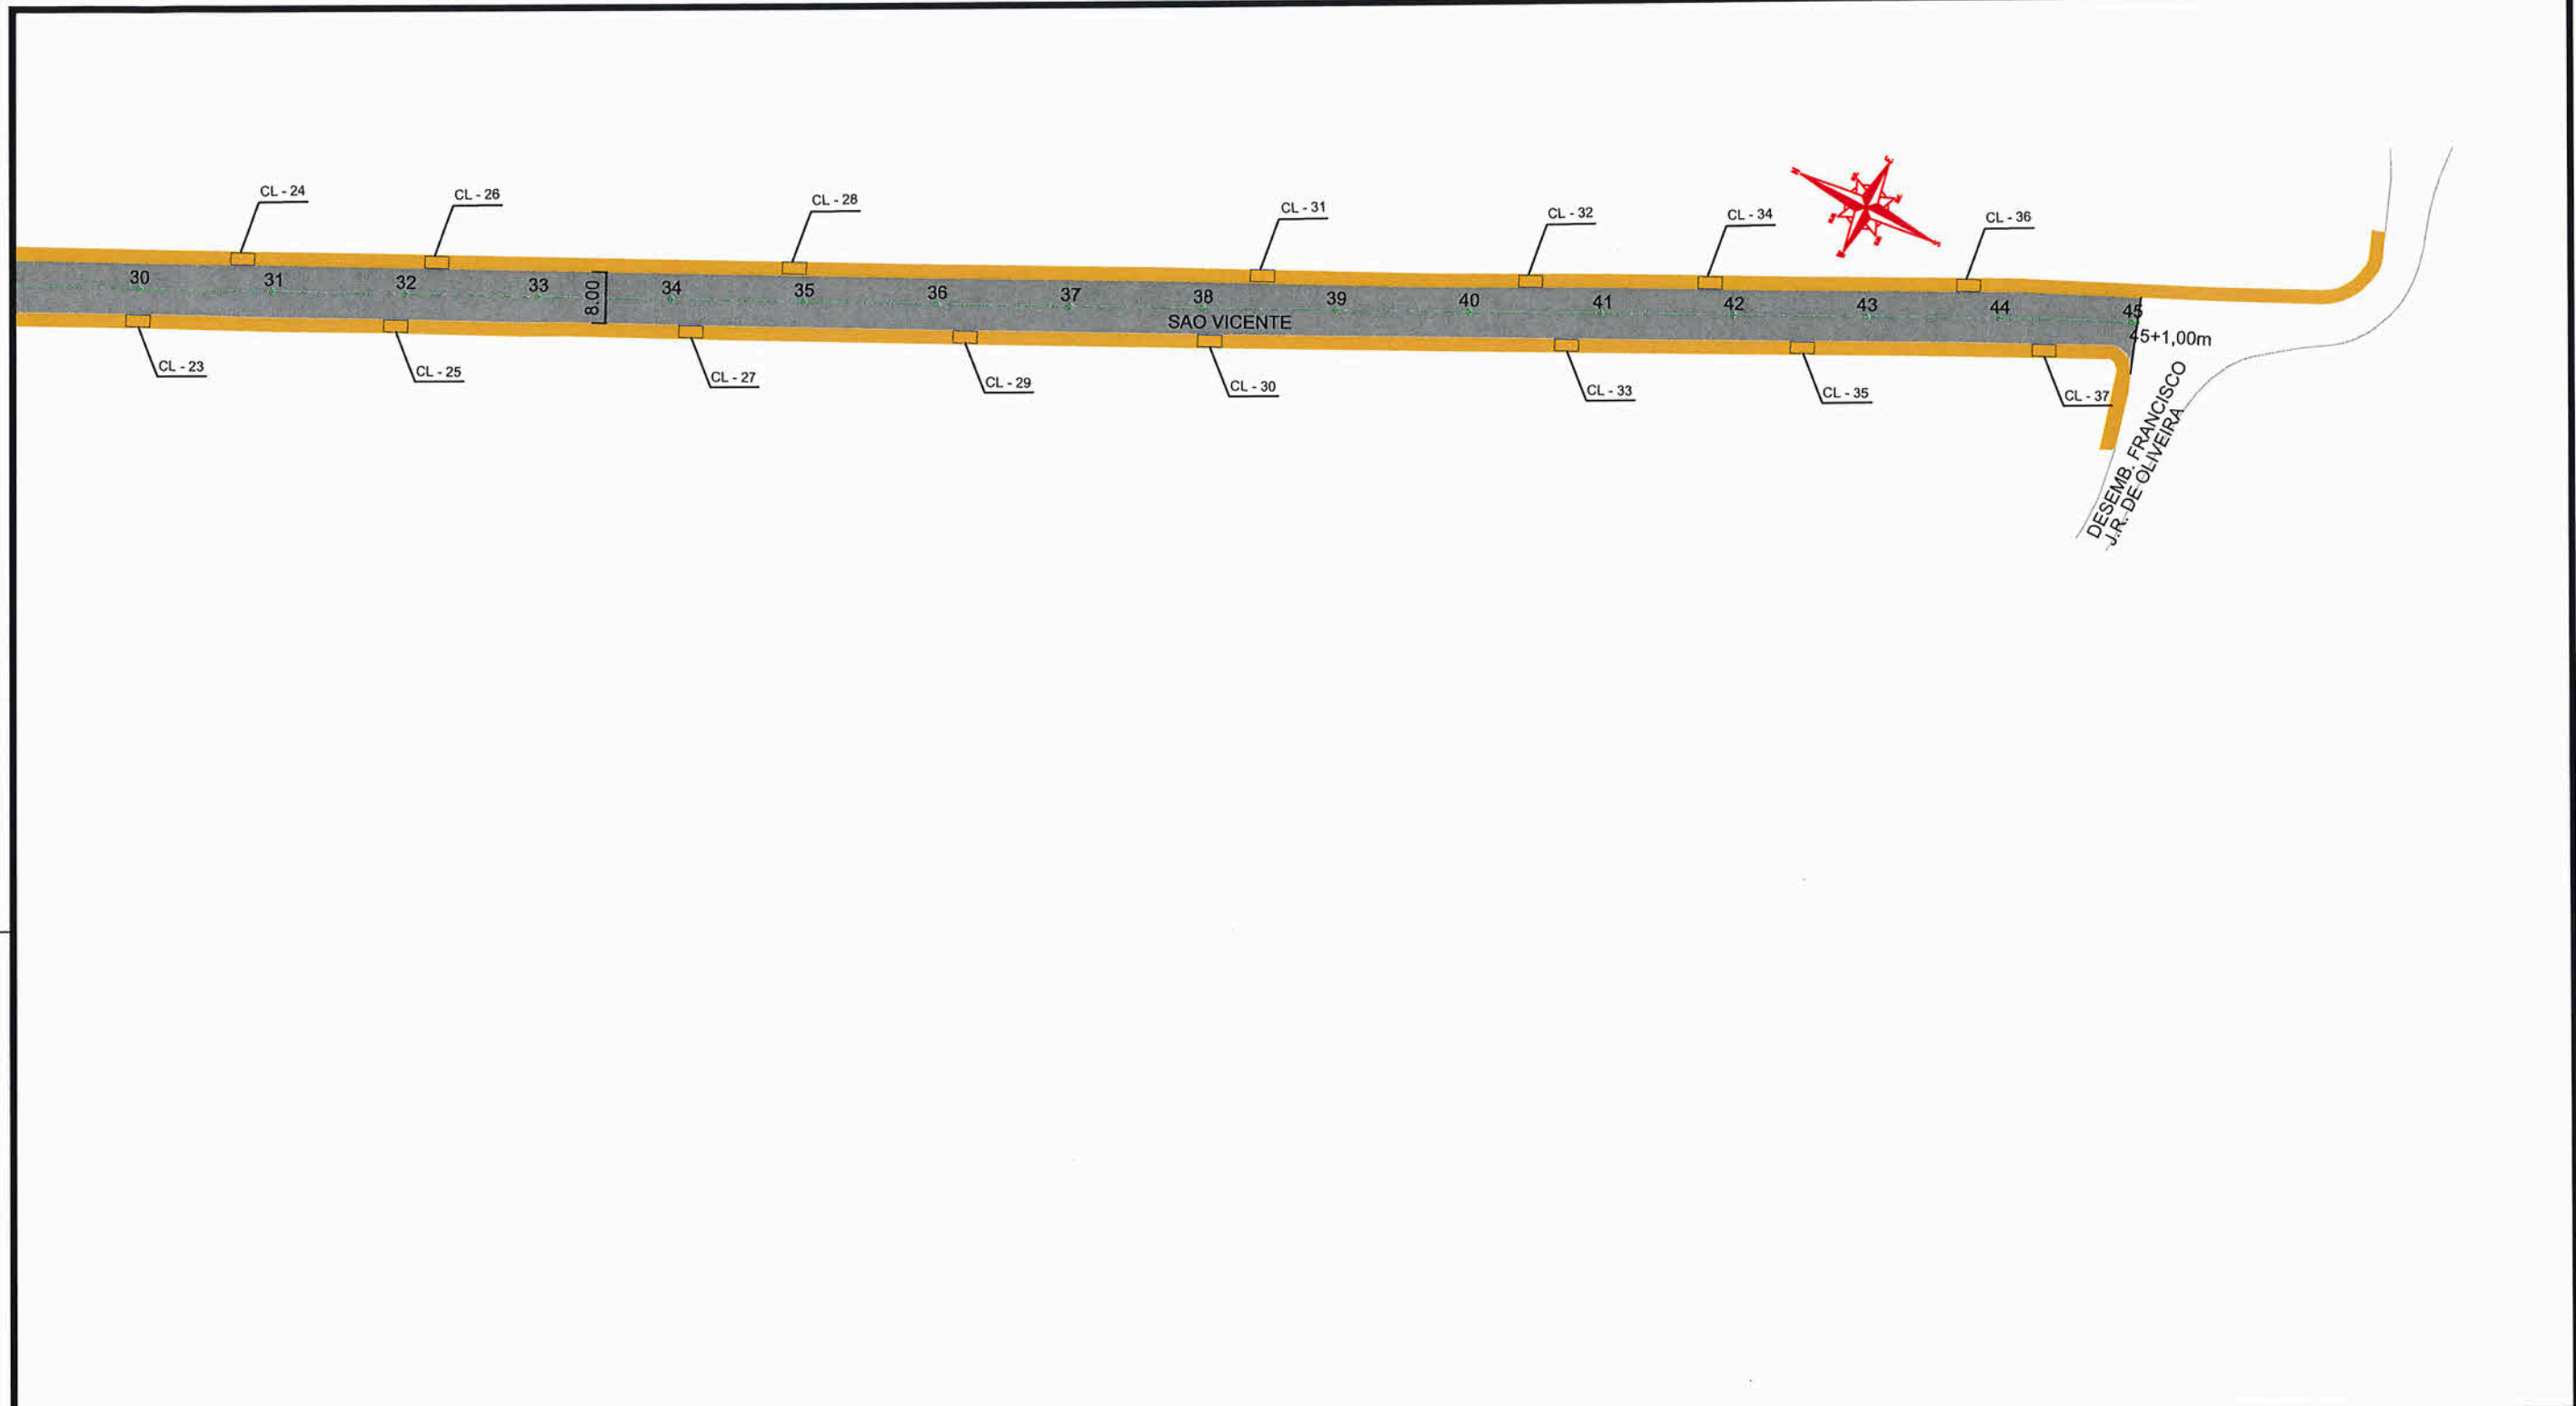 CL - 24
CL - 26
CL - 28
CL - 31
CL - 32
CL - 34
CL - 36
30
31
32
33
8.00
34
35
36
37
38
39
40
41
42
43
44
45
SAO VICENTE
45+1,00m
CL - 23
CL - 25
CL - 27
CL - 29
CL - 30
CL - 33
CL - 35
CL - 37
DESEMB. FRANCISCO
J.R. DE OLIVEIRA